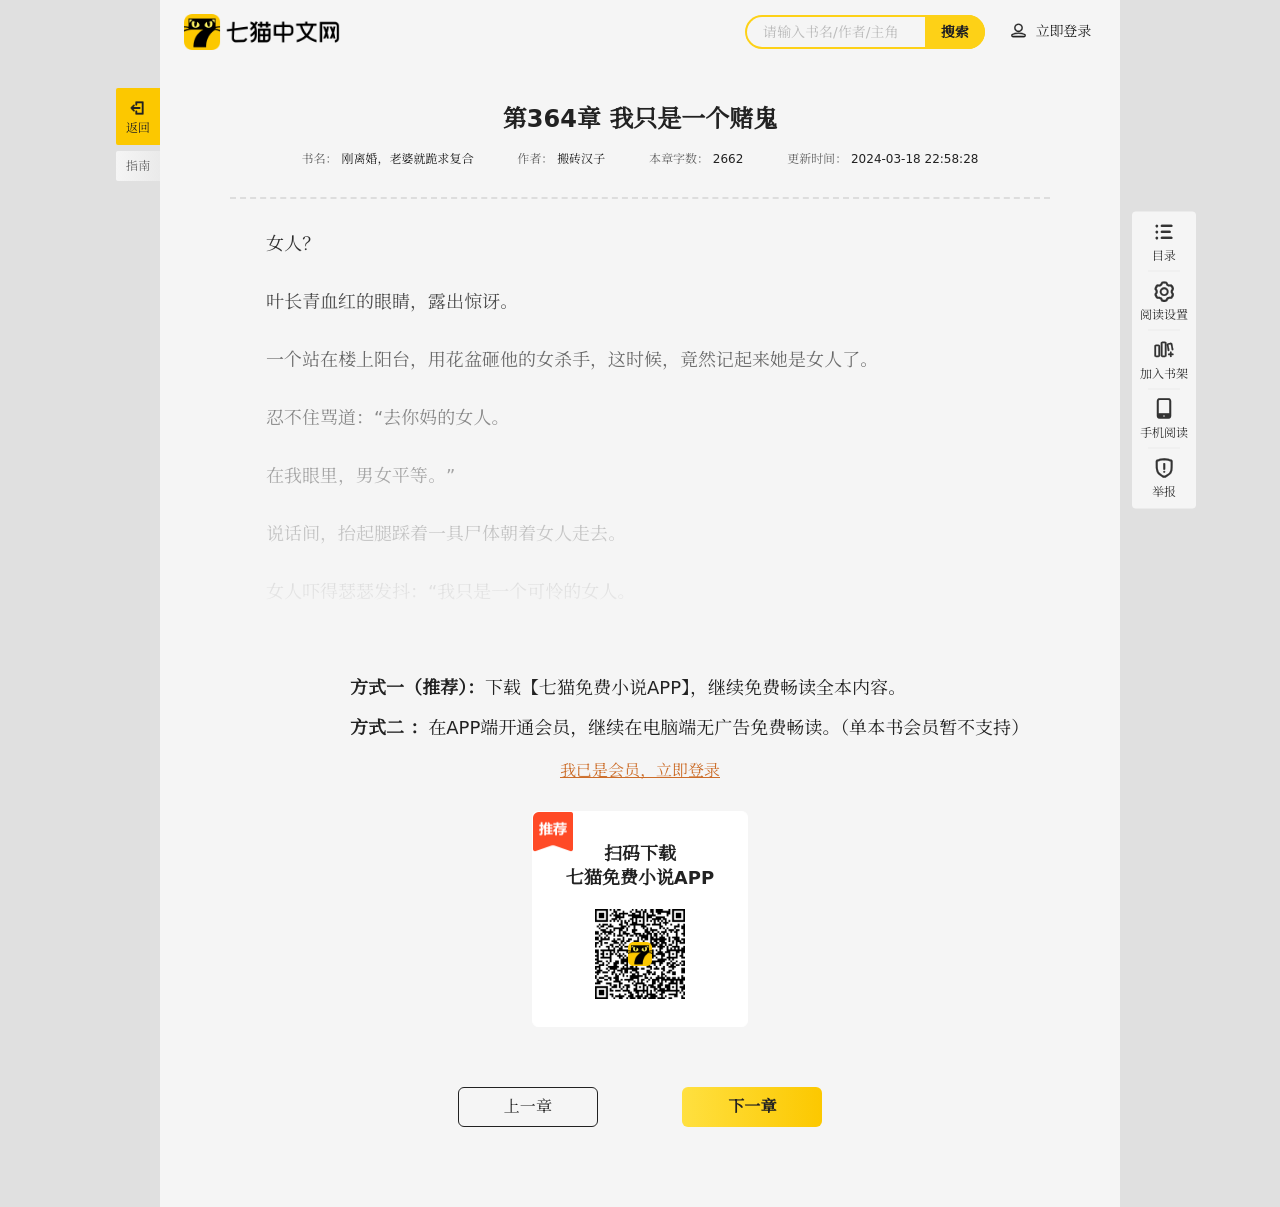 七猫中文网
请输入书名/作者/主角
搜索
立即登录
返回
指南
第364章 我只是一个赌鬼
书名： 刚离婚，老婆就跪求复合 作者： 搬砖汉子 本章字数： 2662 更新时间： 2024-03-18 22:58:28
女人？
叶长青血红的眼睛，露出惊讶。
一个站在楼上阳台，用花盆砸他的女杀手，这时候，竟然记起来她是女人了。
忍不住骂道：“去你妈的女人。
在我眼里，男女平等。”
说话间，抬起腿踩着一具尸体朝着女人走去。
女人吓得瑟瑟发抖：“我只是一个可怜的女人。
目录
阅读设置
加入书架
手机阅读
举报
方式一（推荐）： 下载【七猫免费小说APP】，继续免费畅读全本内容。
方式二 ： 在APP端开通会员，继续在电脑端无广告免费畅读。（单本书会员暂不支持）
我已是会员，立即登录
推荐
扫码下载
七猫免费小说APP
上一章
下一章